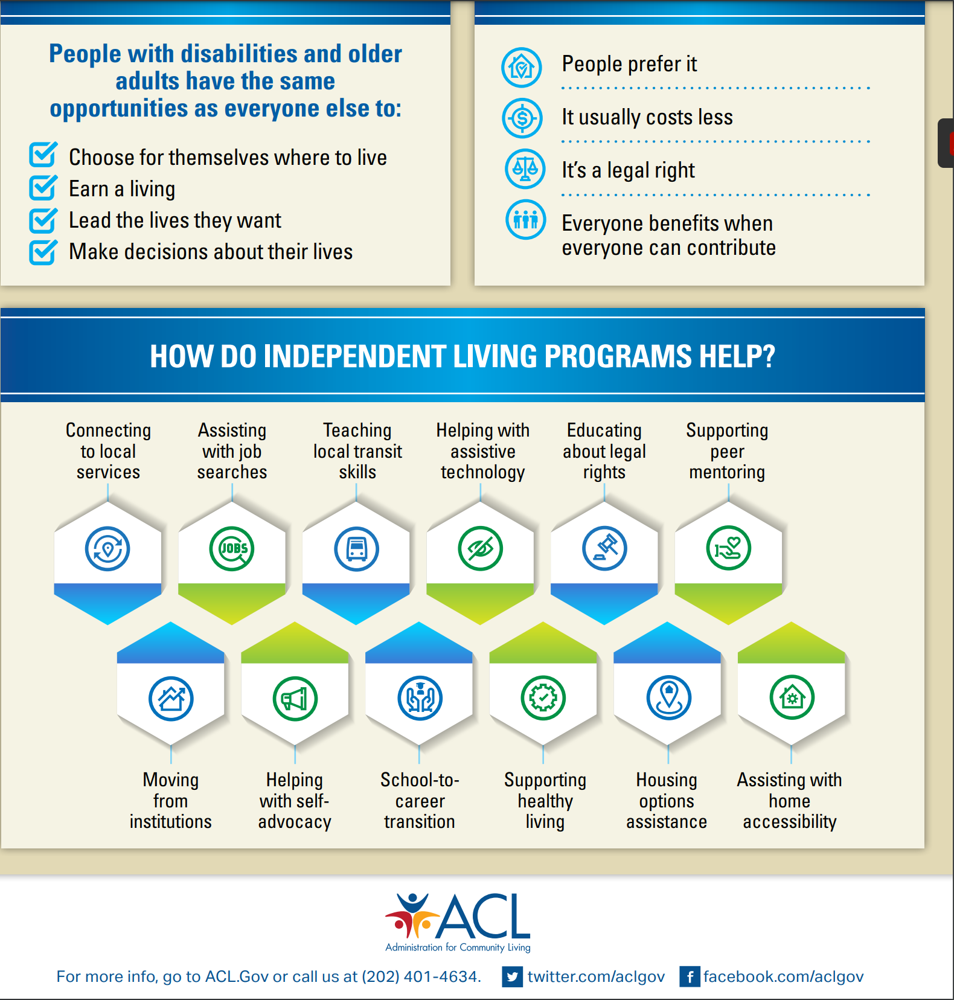 People with disabilities and older
adults have the same
opportunities as everyone else to:
Choose for themselves where to live
Earn a living
Lead the lives they want
Make decisions about their lives
People prefer it
It usually costs less
It's a legal right
Everyone benefits when
everyone can contribute
HOW DO INDEPENDENT LIVING PROGRAMS HELP?
Connecting
to local
services
Assisting
with job
searches
Teaching
local transit
skills
Helping with
assistive
technology
Educating
about legal
rights
Supporting
peer
mentoring
JOBS
Moving
from
institutions
Helping
with self-
advocacy
School-to-
career
transition
Supporting
healthy
living
Housing
options
assistance
Assisting with
home
accessibility
ACL
Administration for Community Living
For more info, go to ACL.Gov or call us at (202) 401-4634.
twitter.com/aclgov
facebook.com/aclgov